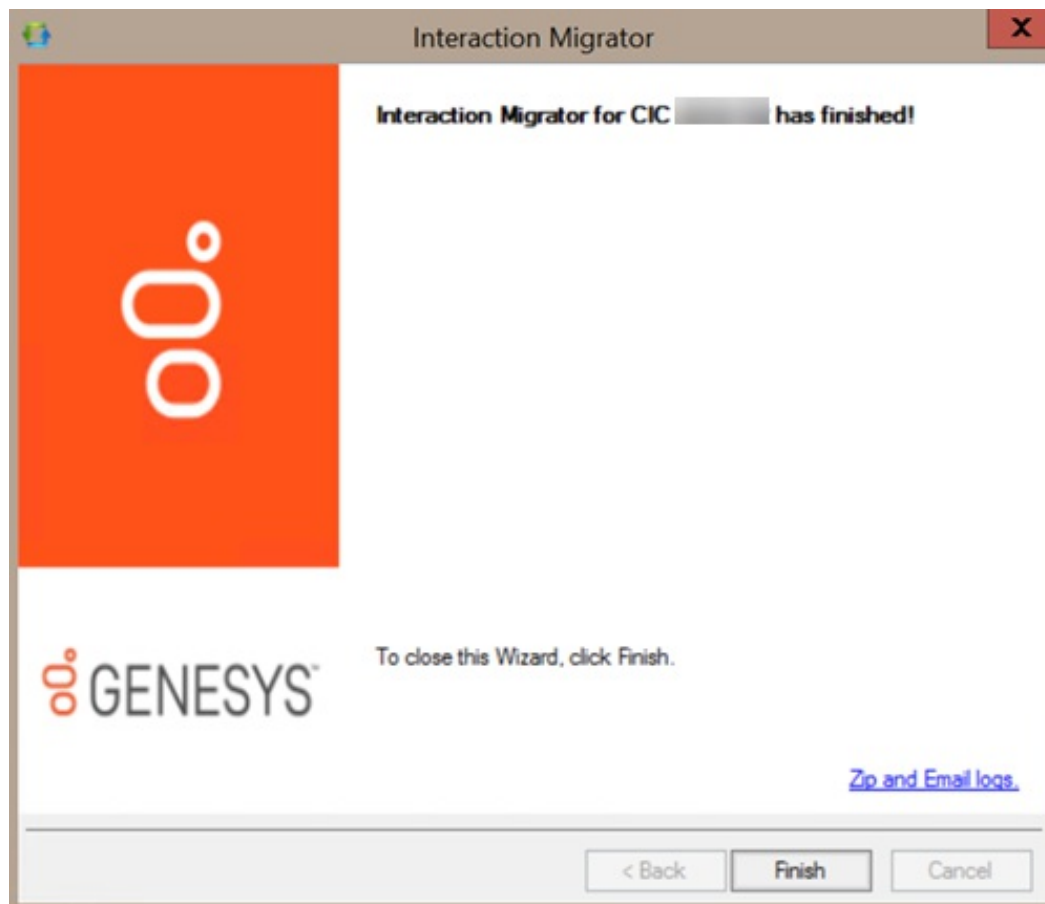 Interaction Migrator
X
Interaction Migrator for CIC has finished!
To close this Wizard, click Finish.
GENESYS™
Zip and Email logs.
< Back Finish Cancel